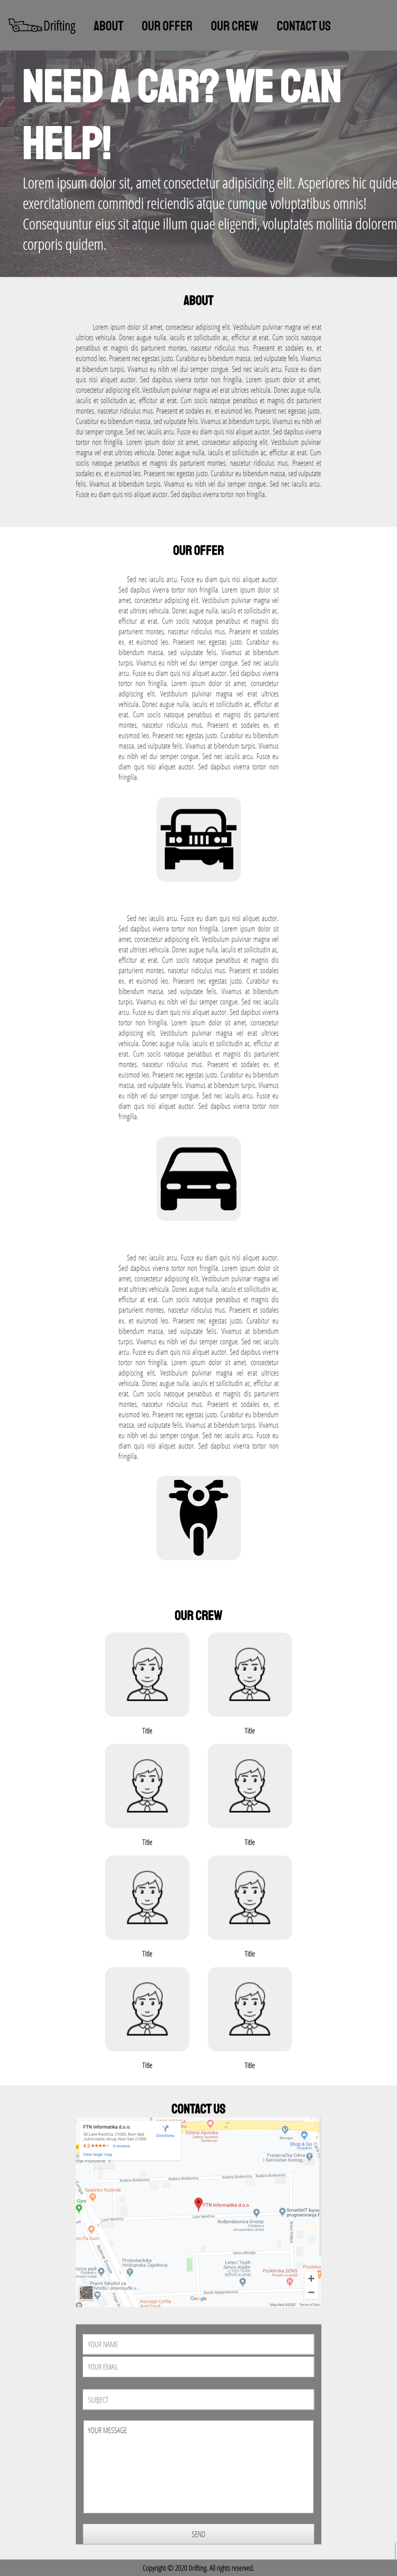 Drifting ABOUT OUR OFFER OUR CREW CONTACT US
NEED A CAR? WE CAN
HELP!
Lorem ipsum dolor sit, amet consectetur adipisicing elit. Asperiores hic quide
exercitationem commodi reiciendis atque cumque voluptatibus omnis!
Consequuntur eius sit atque illum quae eligendi, voluptates mollitia dolorem
corporis quidem.
ABOUT
Lorem ipsum dolor sit amet, consectetur adipiscing elit. Vestibulum pulvinar magna vel erat
ultrices vehicula. Donec augue nulla, iaculis et sollicitudin ac, efficitur at erat. Cum sociis natoque
penatibus et magnis dis parturient montes, nascetur ridiculus mus. Praesent et sodales ex, et
euismod leo. Praesent nec egestas justo. Curabitur eu bibendum massa, sed vulputate felis. Vivamus
at bibendum turpis. Vivamus eu nibh vel dui semper congue. Sed nec iaculis arcu. Fusce eu diam
quis nisi aliquet auctor. Sed dapibus viverra tortor non fringilla. Lorem ipsum dolor sit amet,
consectetur adipiscing elit. Vestibulum pulvinar magna vel erat ultrices vehicula. Donec augue nulla,
iaculis et sollicitudin ac, efficitur at erat. Cum sociis natoque penatibus et magnis dis parturient
montes, nascetur ridiculus mus. Praesent et sodales ex, et euismod leo. Praesent nec egestas justo.
Curabitur eu bibendum massa, sed vulputate felis. Vivamus at bibendum turpis. Vivamus eu nibh vel
dui semper congue. Sed nec iaculis arcu. Fusce eu diam quis nisi aliquet auctor. Sed dapibus viverra
tortor non fringilla. Lorem ipsum dolor sit amet, consectetur adipiscing elit. Vestibulum pulvinar
magna vel erat ultrices vehicula. Donec augue nulla, iaculis et sollicitudin ac, efficitur at erat. Cum
sociis natoque penatibus et magnis dis parturient montes, nascetur ridiculus mus. Praesent et
sodales ex, et euismod leo. Praesent nec egestas justo. Curabitur eu bibendum massa, sed vulputate
felis. Vivamus at bibendum turpis. Vivamus eu nibh vel dui semper congue. Sed nec iaculis arcu.
Fusce eu diam quis nisi aliquet auctor. Sed dapibus viverra tortor non fringilla.
OUR OFFER
Sed nec iaculis arcu. Fusce eu diam quis nisi aliquet auctor.
Sed dapibus viverra tortor non fringilla. Lorem ipsum dolor sit
amet, consectetur adipiscing elit. Vestibulum pulvinar magna vel
erat ultrices vehicula. Donec augue nulla, iaculis et sollicitudin ac,
efficitur at erat. Cum sociis natoque penatibus et magnis dis
parturient montes, nascetur ridiculus mus. Praesent et sodales
ex, et euismod leo. Praesent nec egestas justo. Curabitur eu
bibendum massa, sed vulputate felis. Vivamus at bibendum
turpis. Vivamus eu nibh vel dui semper congue. Sed nec iaculis
arcu. Fusce eu diam quis nisi aliquet auctor. Sed dapibus viverra
tortor non fringilla. Lorem ipsum dolor sit amet, consectetur
adipiscing elit. Vestibulum pulvinar magna vel erat ultrices
vehicula. Donec augue nulla, iaculis et sollicitudin ac, efficitur at
erat. Cum sociis natoque penatibus et magnis dis parturient
montes, nascetur ridiculus mus. Praesent et sodales ex, et
euismod leo. Praesent nec egestas justo. Curabitur eu bibendum
massa, sed vulputate felis. Vivamus at bibendum turpis. Vivamus
eu nibh vel dui semper congue. Sed nec iaculis arcu. Fusce eu
diam quis nisi aliquet auctor. Sed dapibus viverra tortor non
fringilla.
Sed nec iaculis arcu. Fusce eu diam quis nisi aliquet auctor.
Sed dapibus viverra tortor non fringilla. Lorem ipsum dolor sit
amet, consectetur adipiscing elit. Vestibulum pulvinar magna vel
erat ultrices vehicula. Donec augue nulla, iaculis et sollicitudin ac,
efficitur at erat. Cum sociis natoque penatibus et magnis dis
parturient montes, nascetur ridiculus mus. Praesent et sodales
ex, et euismod leo. Praesent nec egestas justo. Curabitur eu
bibendum massa, sed vulputate felis. Vivamus at bibendum
turpis. Vivamus eu nibh vel dui semper congue. Sed nec iaculis
arcu. Fusce eu diam quis nisi aliquet auctor. Sed dapibus viverra
tortor non fringilla. Lorem ipsum dolor sit amet, consectetur
adipiscing elit. Vestibulum pulvinar magna vel erat ultrices
vehicula. Donec augue nulla, iaculis et sollicitudin ac, efficitur at
erat. Cum sociis natoque penatibus et magnis dis parturient
montes, nascetur ridiculus mus. Praesent et sodales ex, et
euismod leo. Praesent nec egestas justo. Curabitur eu bibendum
massa, sed vulputate felis. Vivamus at bibendum turpis. Vivamus
eu nibh vel dui semper congue. Sed nec iaculis arcu. Fusce eu
diam quis nisi aliquet auctor. Sed dapibus viverra tortor non
fringilla.
Sed nec iaculis arcu. Fusce eu diam quis nisi aliquet auctor.
Sed dapibus viverra tortor non fringilla. Lorem ipsum dolor sit
amet, consectetur adipiscing elit. Vestibulum pulvinar magna vel
erat ultrices vehicula. Donec augue nulla, iaculis et sollicitudin ac,
efficitur at erat. Cum sociis natoque penatibus et magnis dis
parturient montes, nascetur ridiculus mus. Praesent et sodales
ex, et euismod leo. Praesent nec egestas justo. Curabitur eu
bibendum massa, sed vulputate felis. Vivamus at bibendum
turpis. Vivamus eu nibh vel dui semper congue. Sed nec iaculis
arcu. Fusce eu diam quis nisi aliquet auctor. Sed dapibus viverra
tortor non fringilla. Lorem ipsum dolor sit amet, consectetur
adipiscing elit. Vestibulum pulvinar magna vel erat ultrices
vehicula. Donec augue nulla, iaculis et sollicitudin ac, efficitur at
erat. Cum sociis natoque penatibus et magnis dis parturient
montes, nascetur ridiculus mus. Praesent et sodales ex, et
euismod leo. Praesent nec egestas justo. Curabitur eu bibendum
massa, sed vulputate felis. Vivamus at bibendum turpis. Vivamus
eu nibh vel dui semper congue. Sed nec iaculis arcu. Fusce eu
diam quis nisi aliquet auctor. Sed dapibus viverra tortor non
fringilla.
OUR CREW
Title Title
Title Title
Title Title
Title Title
CONTACT US
FTN Informatika d.o.o.
Directions
4.2
View larger map
Zelena Apoteka
Shop & Go
FTN Informatika d.o.o.
Google
YOUR NAME
YOUR EMAIL
SUBJECT
YOUR MESSAGE
SEND
Copyright © 2020 Drifting. All rights reserved.